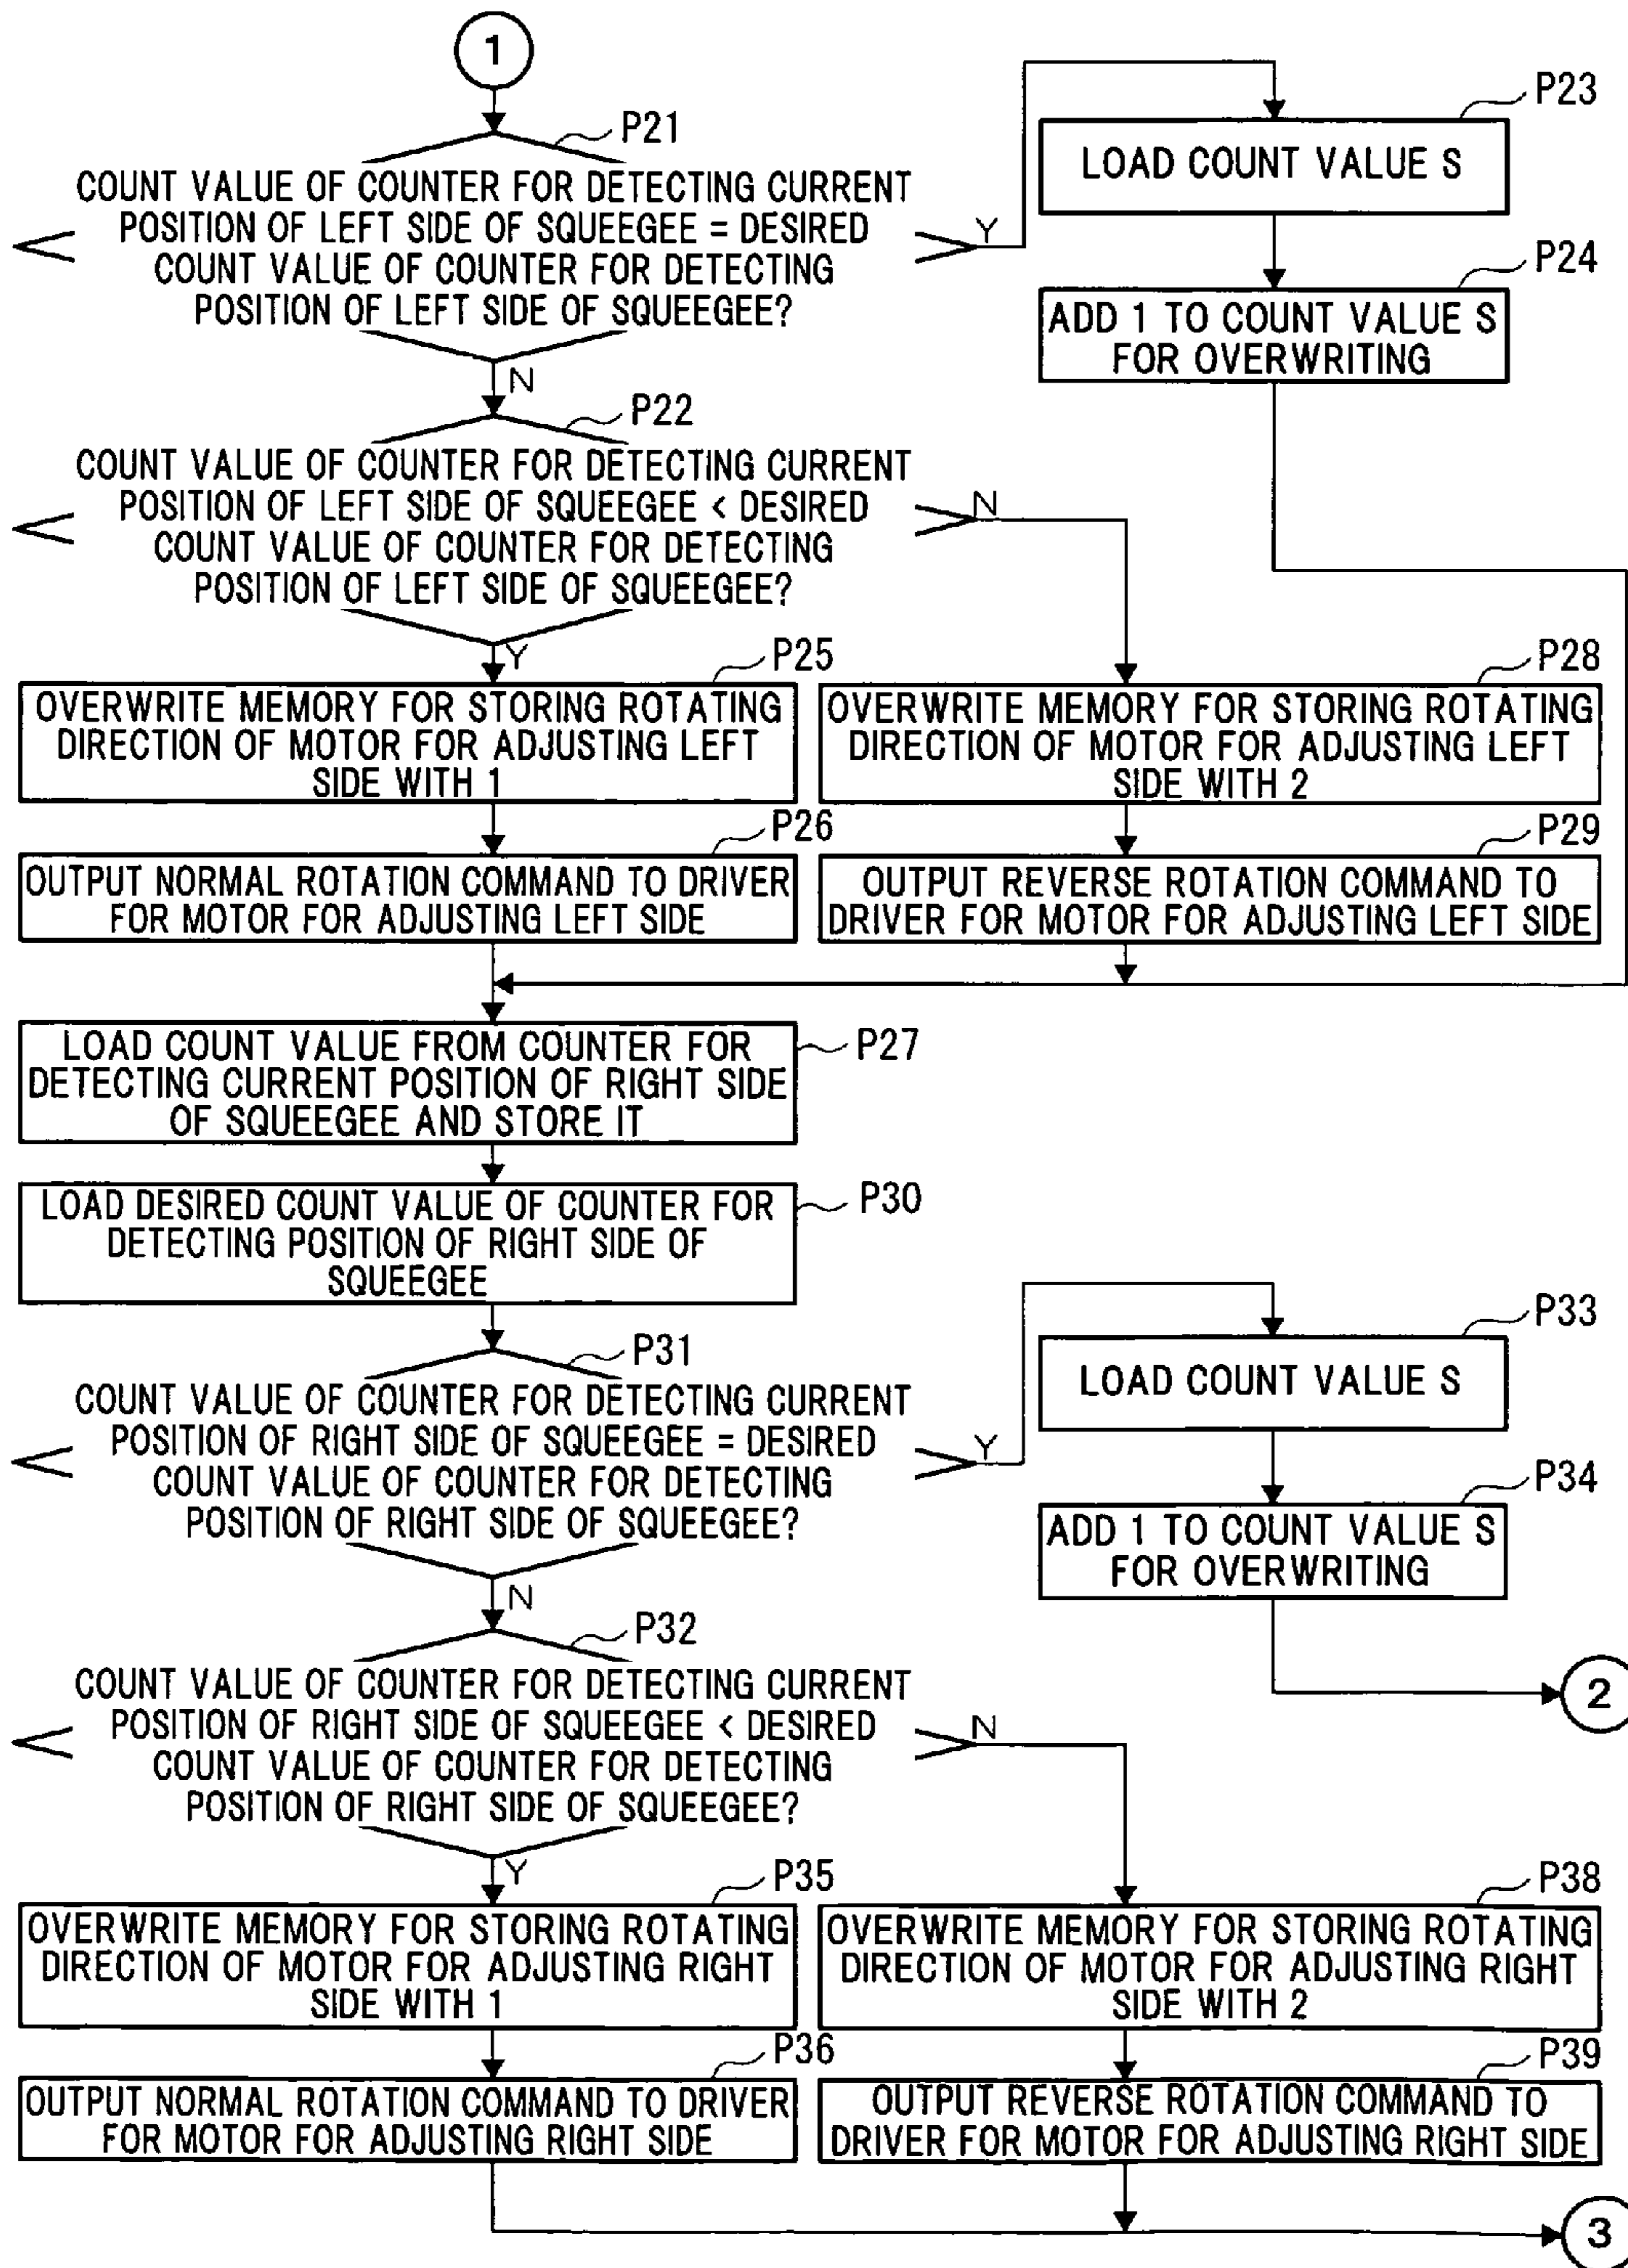 1
P21
COUNT VALUE OF COUNTER FOR DETECTING CURRENT
POSITION OF LEFT SIDE OF SQUEEGEE = DESIRED
COUNT VALUE OF COUNTER FOR DETECTING
POSITION OF LEFT SIDE OF SQUEEGEE?
Y
N
P23
LOAD COUNT VALUE S
P24
ADD 1 TO COUNT VALUE S
FOR OVERWRITING
P22
COUNT VALUE OF COUNTER FOR DETECTING CURRENT
POSITION OF LEFT SIDE OF SQUEEGEE < DESIRED
COUNT VALUE OF COUNTER FOR DETECTING
POSITION OF LEFT SIDE OF SQUEEGEE?
N
Y
P25
OVERWRITE MEMORY FOR STORING ROTATING
DIRECTION OF MOTOR FOR ADJUSTING LEFT
SIDE WITH 1
P28
OVERWRITE MEMORY FOR STORING ROTATING
DIRECTION OF MOTOR FOR ADJUSTING LEFT
SIDE WITH 2
P26
OUTPUT NORMAL ROTATION COMMAND TO DRIVER
FOR MOTOR FOR ADJUSTING LEFT SIDE
P29
OUTPUT REVERSE ROTATION COMMAND TO
DRIVER FOR MOTOR FOR ADJUSTING LEFT SIDE
P27
LOAD COUNT VALUE FROM COUNTER FOR
DETECTING CURRENT POSITION OF RIGHT SIDE
OF SQUEEGEE AND STORE IT
P30
LOAD DESIRED COUNT VALUE OF COUNTER FOR
DETECTING POSITION OF RIGHT SIDE OF
SQUEEGEE
P31
COUNT VALUE OF COUNTER FOR DETECTING CURRENT
POSITION OF RIGHT SIDE OF SQUEEGEE = DESIRED
COUNT VALUE OF COUNTER FOR DETECTING
POSITION OF RIGHT SIDE OF SQUEEGEE?
Y
N
P33
LOAD COUNT VALUE S
P34
ADD 1 TO COUNT VALUE S
FOR OVERWRITING
2
P32
COUNT VALUE OF COUNTER FOR DETECTING CURRENT
POSITION OF RIGHT SIDE OF SQUEEGEE < DESIRED
COUNT VALUE OF COUNTER FOR DETECTING
POSITION OF RIGHT SIDE OF SQUEEGEE?
N
Y
P35
OVERWRITE MEMORY FOR STORING ROTATING
DIRECTION OF MOTOR FOR ADJUSTING RIGHT
SIDE WITH 1
P38
OVERWRITE MEMORY FOR STORING ROTATING
DIRECTION OF MOTOR FOR ADJUSTING RIGHT
SIDE WITH 2
P36
OUTPUT NORMAL ROTATION COMMAND TO DRIVER
FOR MOTOR FOR ADJUSTING RIGHT SIDE
P39
OUTPUT REVERSE ROTATION COMMAND TO
DRIVER FOR MOTOR FOR ADJUSTING RIGHT SIDE
3